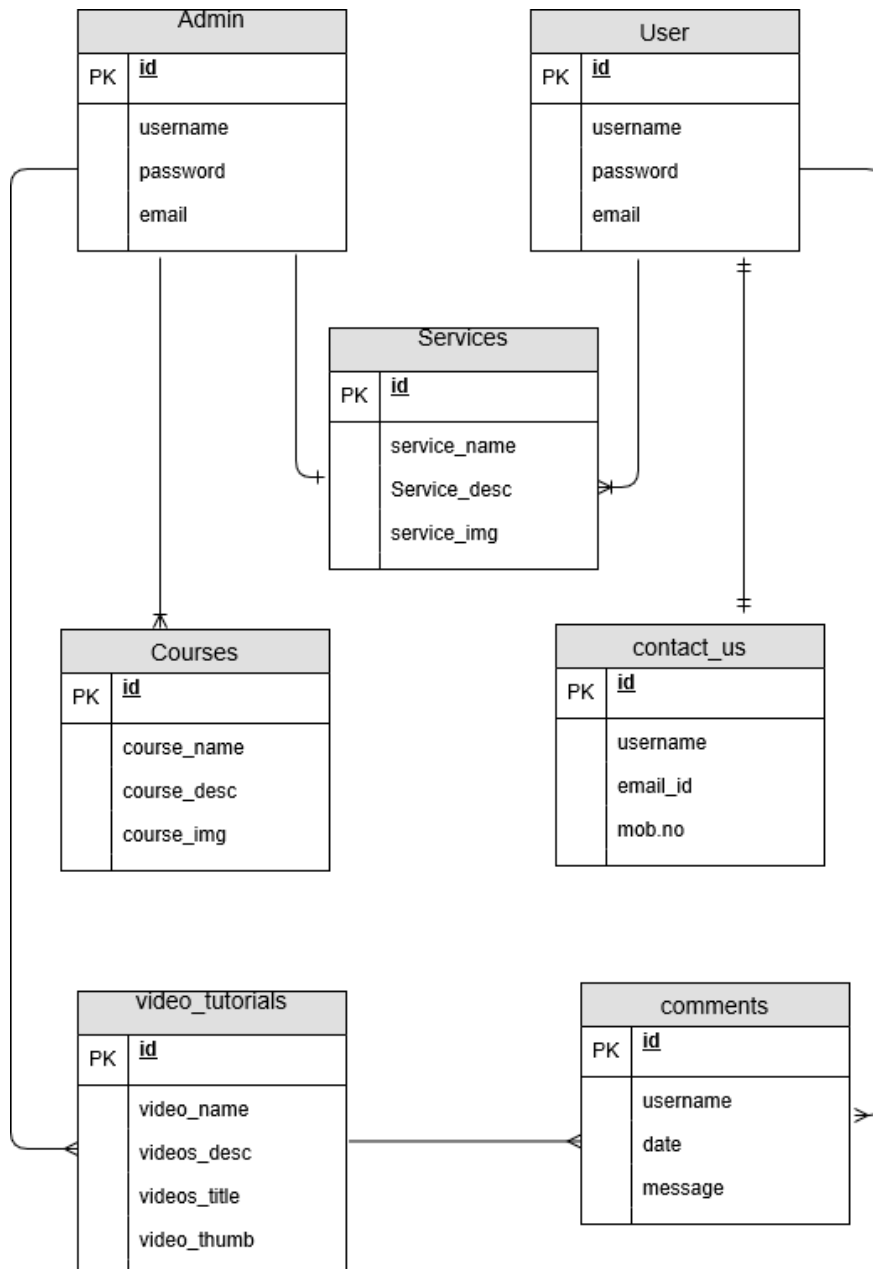 Admin
PK id
username
password
email
User
PK id
username
password
email
Services
PK id
service_name
Service_desc
service_img
Courses
PK id
course_name
course_desc
course_img
contact_us
PK id
username
email_id
mob.no
video_tutorials
PK id
video_name
videos_desc
videos_title
video_thumb
comments
PK id
username
date
message